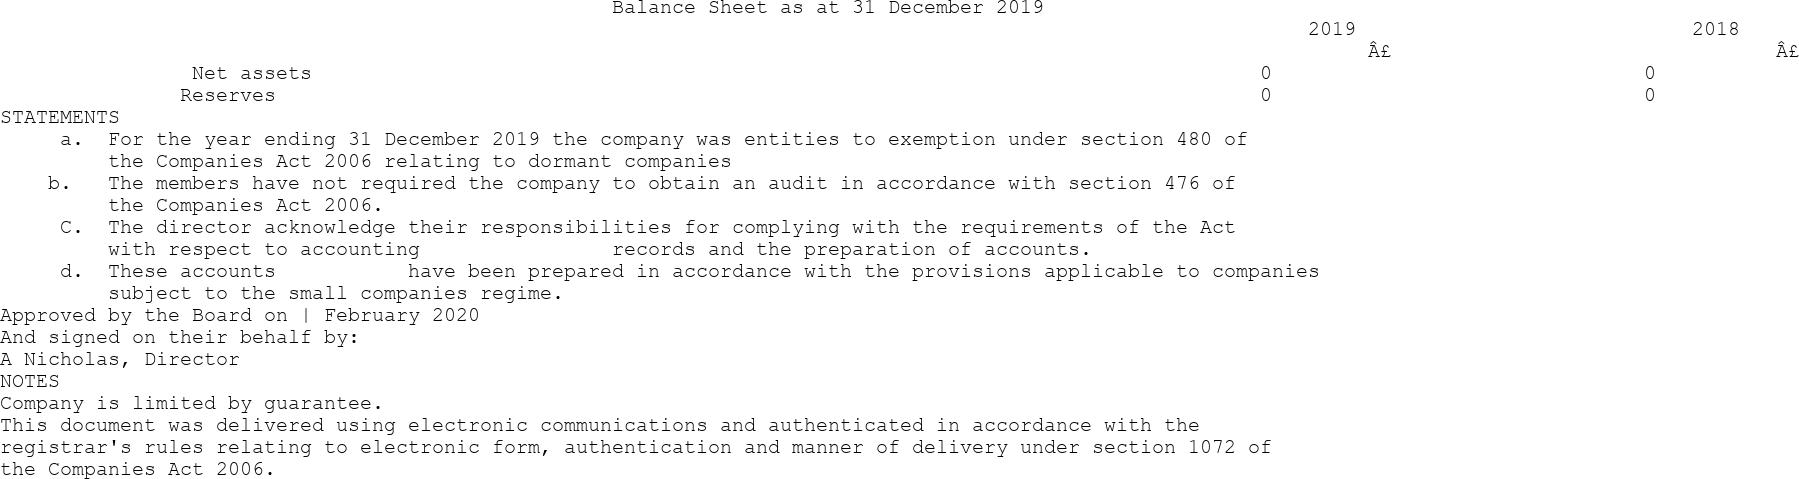 Balance Sheet as at 31 December 2019
2019 2018
Â£ Â£
Net assets 0 0
Reserves 0 0
STATEMENTS
a. For the year ending 31 December 2019 the company was entities to exemption under section 480 of
the Companies Act 2006 relating to dormant companies
b. The members have not required the company to obtain an audit in accordance with section 476 of
the Companies Act 2006.
C. The director acknowledge their responsibilities for complying with the requirements of the Act
with respect to accounting records and the preparation of accounts.
d. These accounts have been prepared in accordance with the provisions applicable to companies
subject to the small companies regime.
Approved by the Board on | February 2020
And signed on their behalf by:
A Nicholas, Director
NOTES
Company is limited by guarantee.
This document was delivered using electronic communications and authenticated in accordance with the
registrar's rules relating to electronic form, authentication and manner of delivery under section 1072 of
the Companies Act 2006.